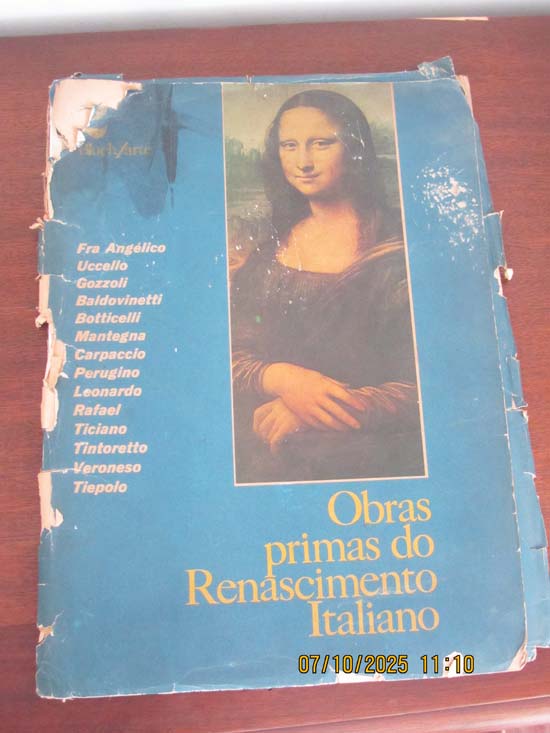 Bloch/Arte
Fra Angélico
Uccello
Gozzoli
Baldovinetti
Botticelli
Mantegna
Carpaccio
Perugino
Leonardo
Rafael
Ticiano
Tintoretto
Veroneso
Tiepolo
Obras
primas do
Renascimento
Italiano
07/10/2025 11:10